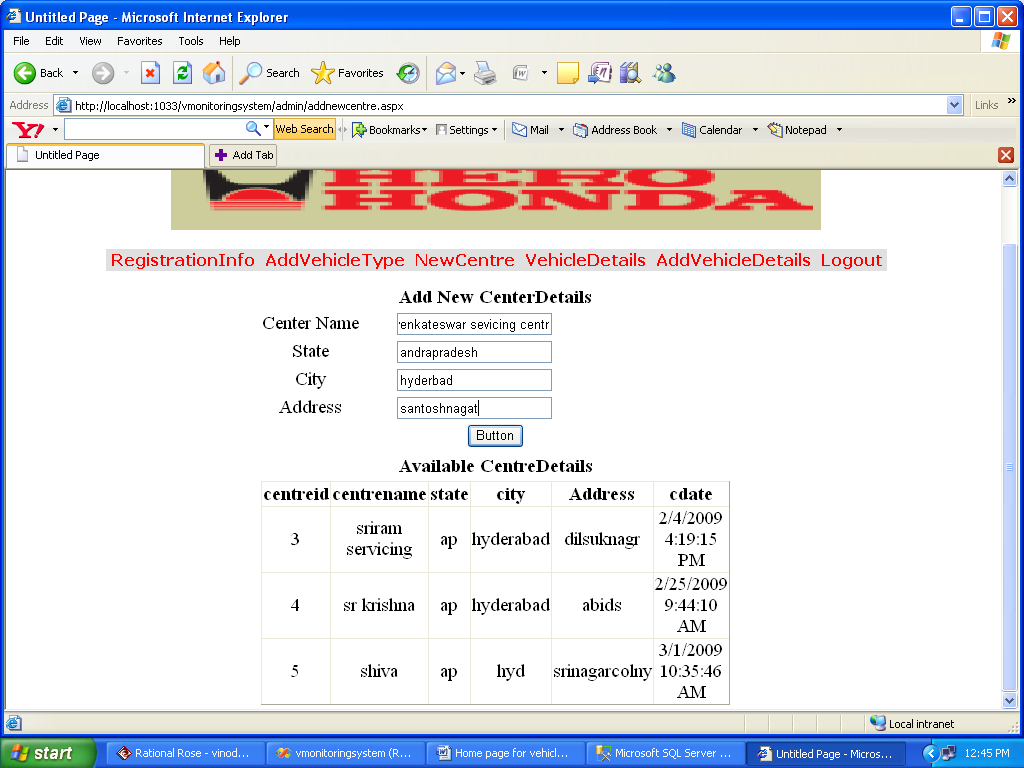 Untitled Page - Microsoft Internet Explorer
File Edit View Favorites Tools Help
Back Search Favorites
Address http://localhost:1033/vmonitoringsystem/admin/addnewcentre.aspx Links »
Y! Web Search Bookmarks Settings Mail Address Book Calendar Notepad
Untitled Page Add Tab
HERO
HONDA
RegistrationInfo AddVehicleType NewCentre VehicleDetails AddVehicleDetails Logout
Add New CenterDetails
Center Name venkateswar sevicing centr
State andrapradesh
City hyderbad
Address santoshnagat
Button
Available CentreDetails
centreid centrename state city Address cdate
3 sriram servicing ap hyderabad dilsuknagr 2/4/2009 4:19:15 PM
4 sr krishna ap hyderabad abids 2/25/2009 9:44:10 AM
5 shiva ap hyd srinagarcolny 3/1/2009 10:35:46 AM
Local intranet
start Rational Rose - vinod... vmonitoringsystem (R... Home page for vehicl... Microsoft SQL Server ... Untitled Page - Micros... 12:45 PM